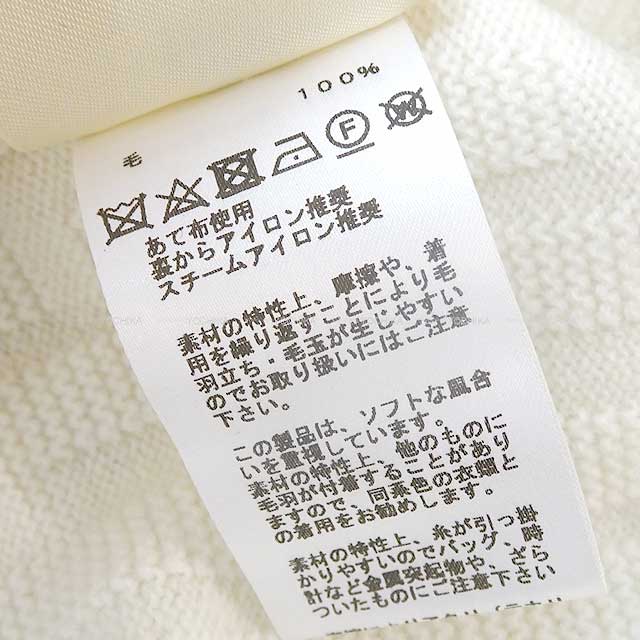 毛 100%
F W
あて布使用
裏からアイロン推奨
スチームアイロン推奨
素材の特性上、摩擦や、着
用を繰り返すことにより毛
羽立ち・毛玉が生じやすい
のでお取り扱いにはご注意
下さい。
この製品は、ソフトな風合
いを重視しています。
素材の特性上、他のものに
毛羽が付着することがあり
ますので、同系色の衣類と
の着用をお勧めします。
素材の特性上、糸が引っ掛
かりやすいのでバッグ、時
計など金属突起物や、ざら
ついたものにご注意下さい